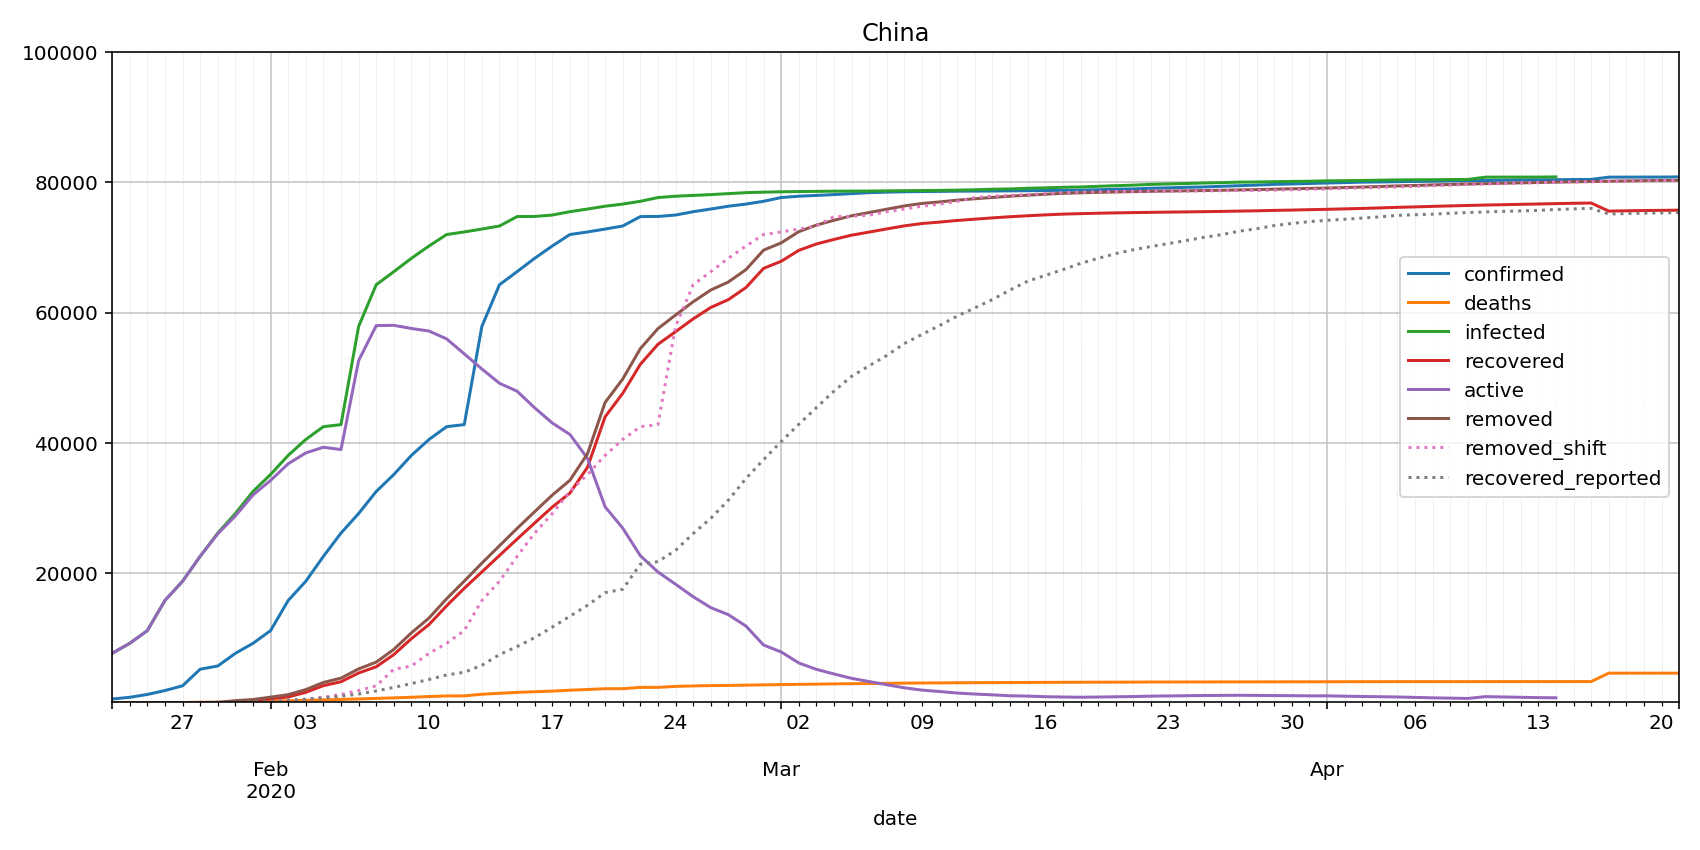 China
100000
80000
60000
40000
20000
confirmed
deaths
infected
recovered
active
removed
removed_shift
recovered_reported
27 03 10 17 24 02 09 16 23 30 06 13 20
Feb Mar Apr
2020
date